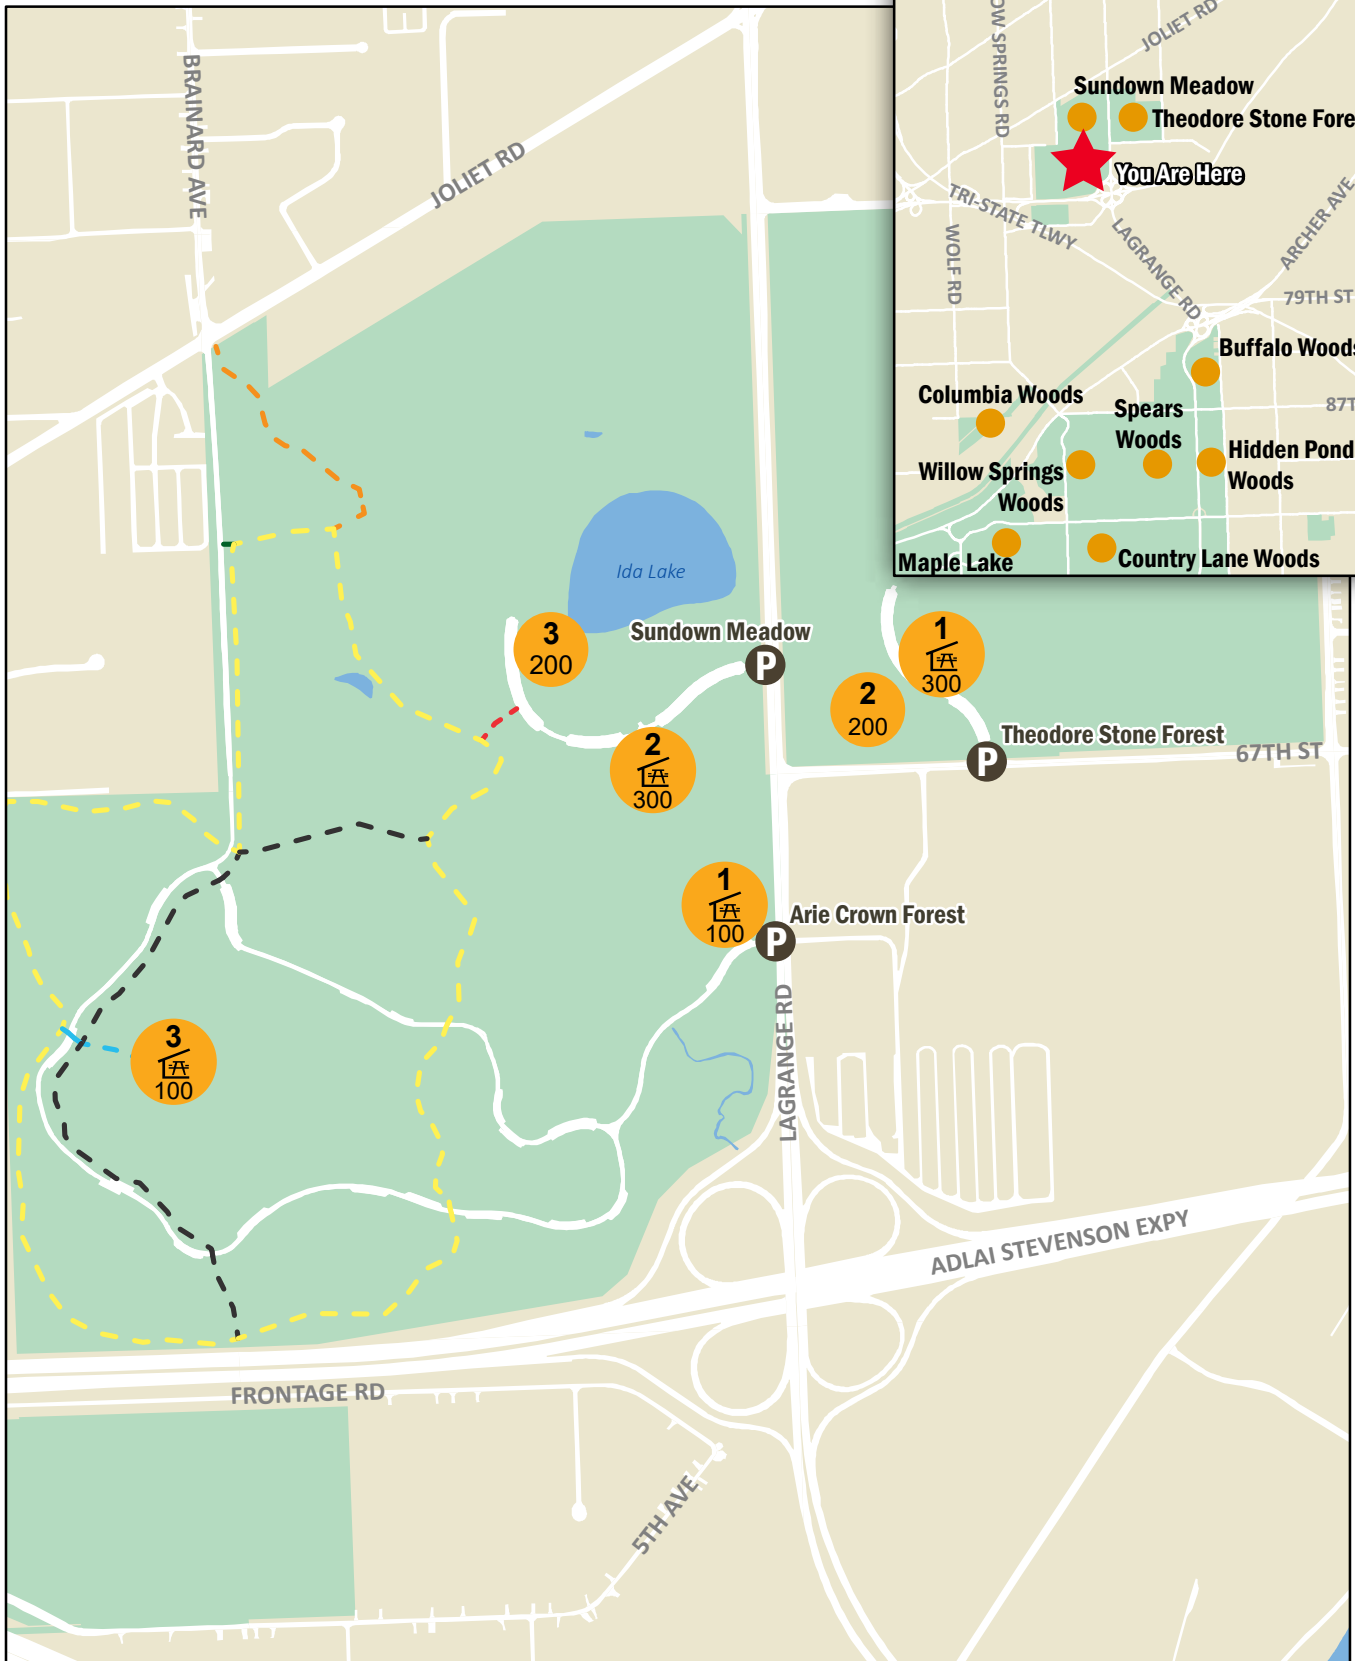 BRAINARD AVE
JOLIET RD
JOLIET RD
Sundown Meadow
Theodore Stone Fore
You Are Here
TRI-STATE TLWY
WOLF RD
LAGRANGE RD
ARCHER AVE
79TH ST
Buffalo Woods
Columbia Woods
Spears
Woods
87T
Willow Springs
Woods
Hidden Pond
Woods
Maple Lake
Country Lane Woods
OW SPRINGS RD
Ida Lake
3
200
Sundown Meadow
P
1
300
2
200
2
300
Theodore Stone Forest
P
67TH ST
1
100
Arie Crown Forest
P
3
100
LAGRANGE RD
ADLAI STEVENSON EXPY
FRONTAGE RD
5TH AVE